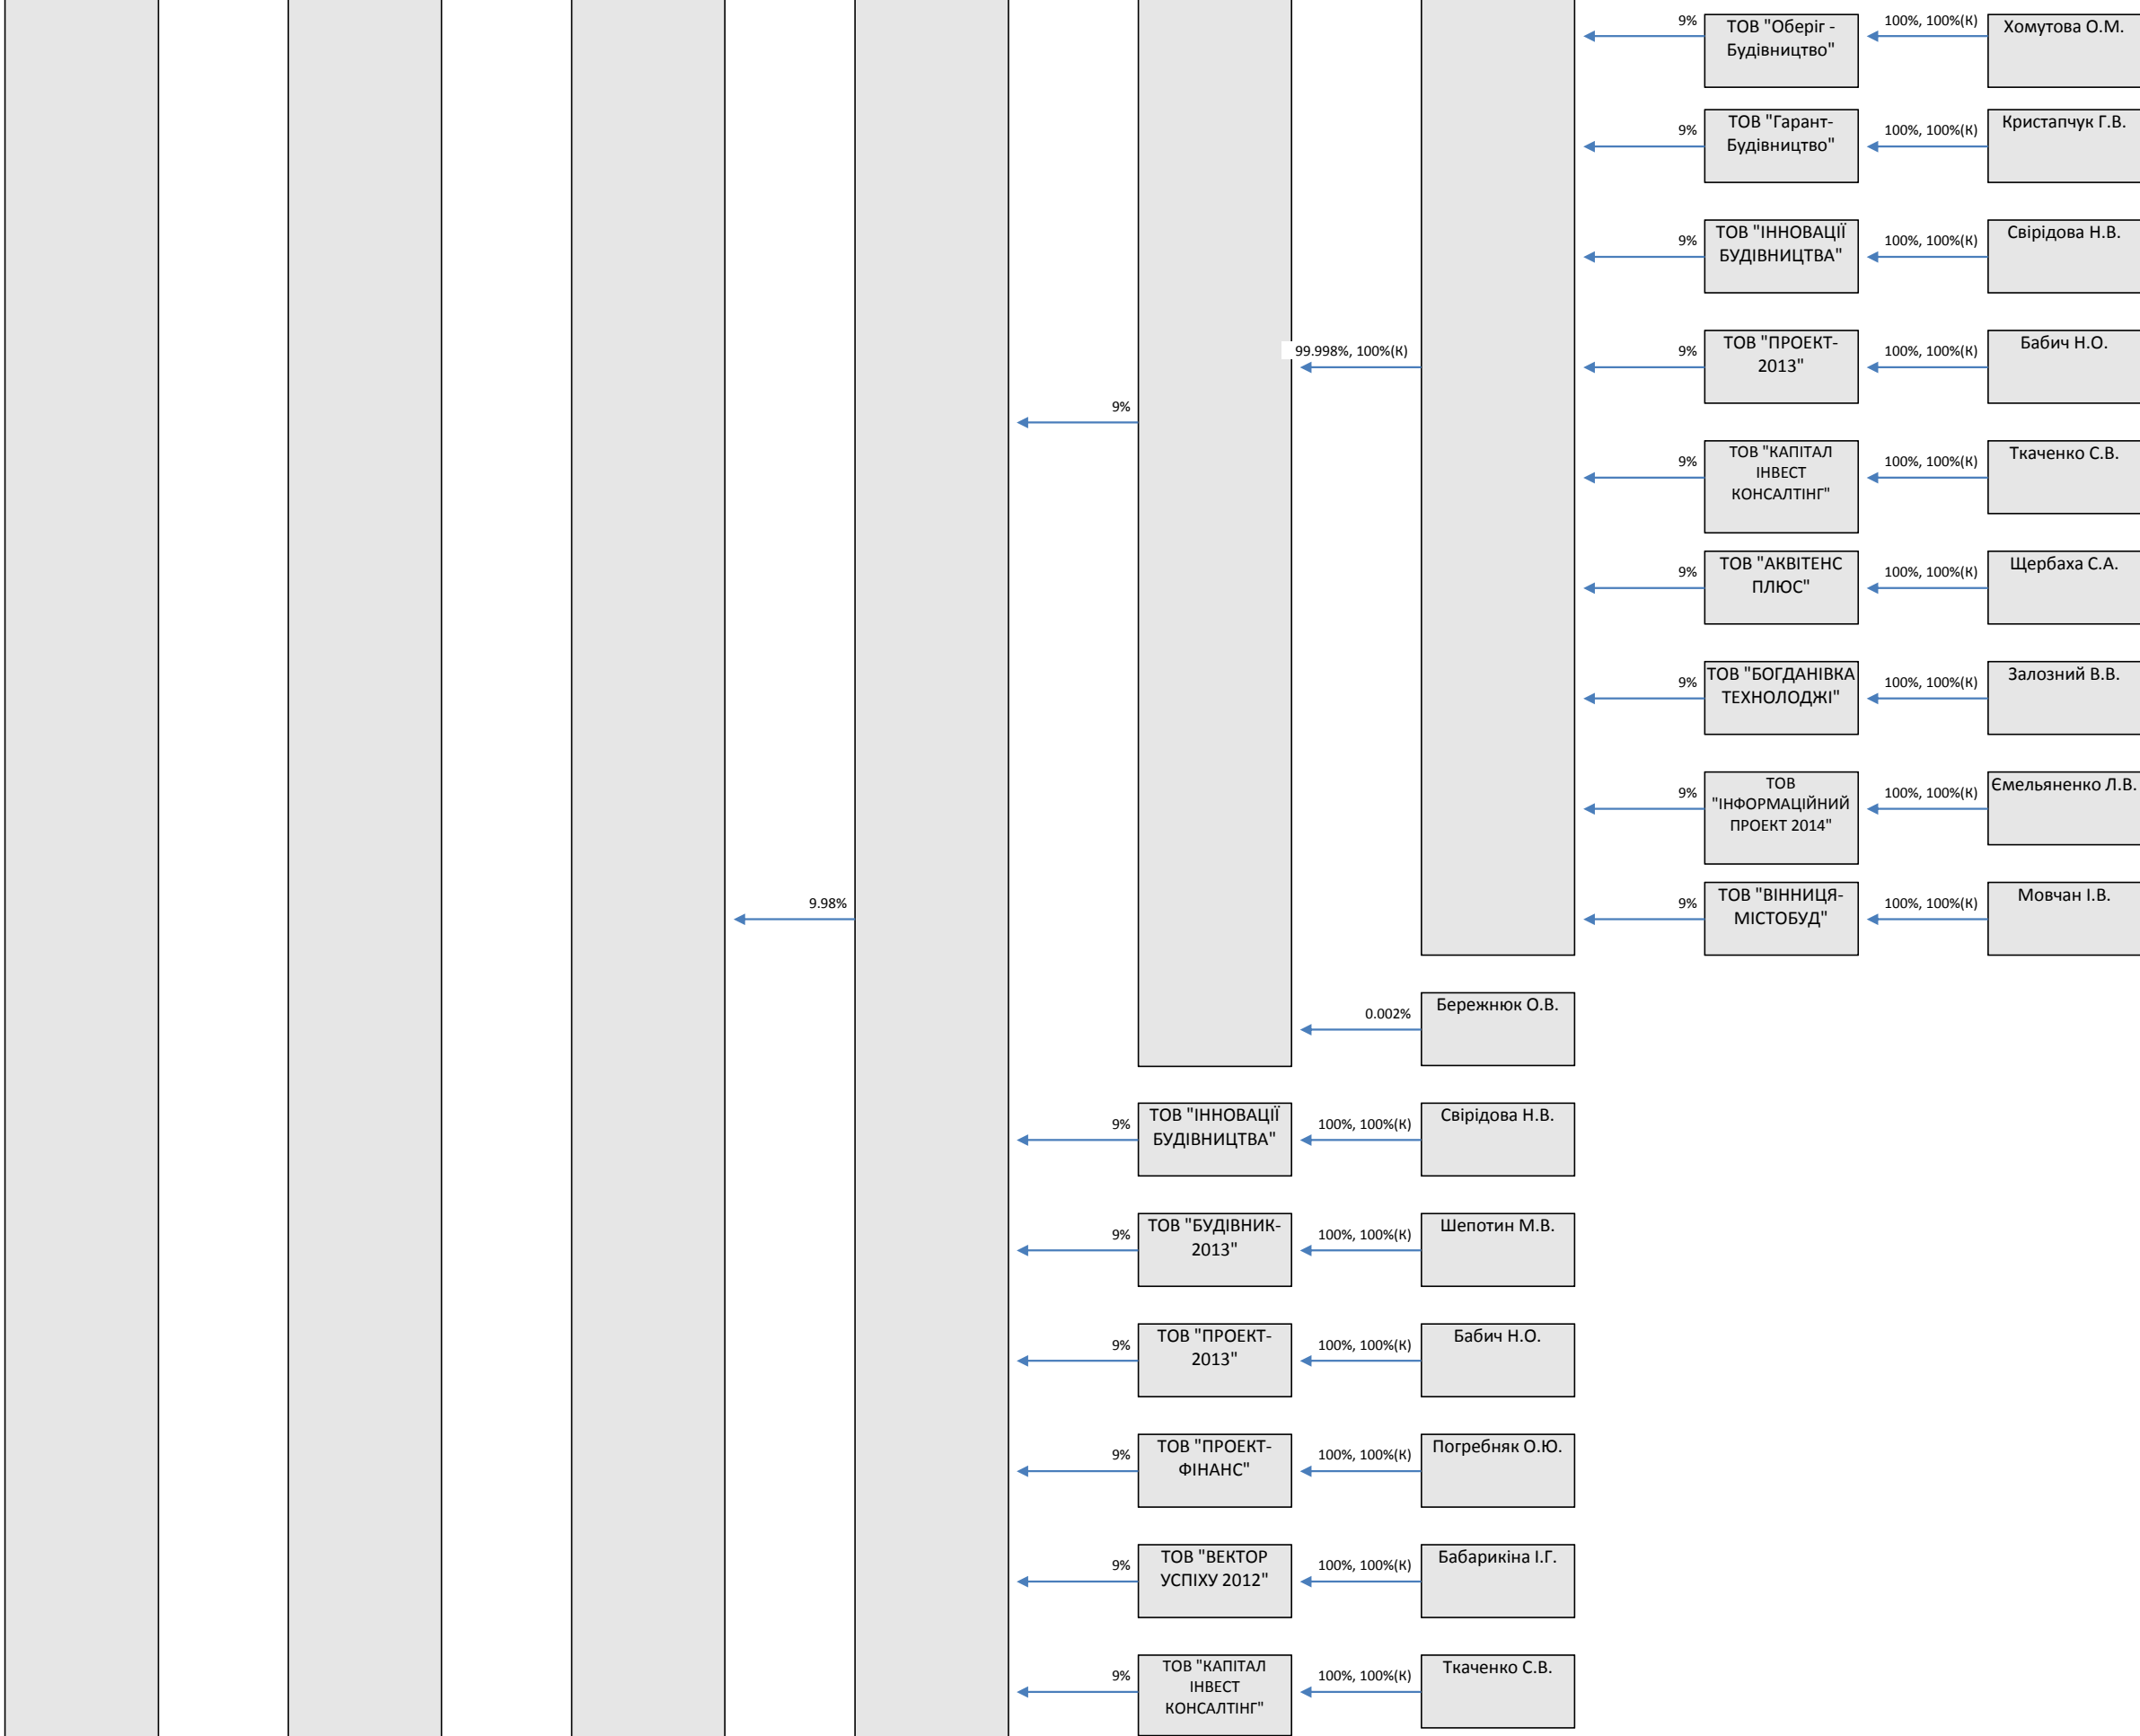 9%
ТОВ "Оберіг -
Будівництво"
100%, 100%(К)
Хомутова О.М.
9%
ТОВ "Гарант-
Будівництво"
100%, 100%(К)
Кристапчук Г.В.
9%
ТОВ "ІННОВАЦІЇ
БУДІВНИЦТВА"
100%, 100%(К)
Свірідова Н.В.
99.998%, 100%(К)
9%
ТОВ "ПРОЕКТ-
2013"
100%, 100%(К)
Бабич Н.О.
9%
9%
ТОВ "КАПІТАЛ
ІНВЕСТ
КОНСАЛТІНГ"
100%, 100%(К)
Ткаченко С.В.
9%
ТОВ "АКВІТЕНС
ПЛЮС"
100%, 100%(К)
Щербаха С.А.
9%
ТОВ "БОГДАНІВКА
ТЕХНОЛОДЖІ"
100%, 100%(К)
Залозний В.В.
9%
ТОВ
"ІНФОРМАЦІЙНИЙ
ПРОЕКТ 2014"
100%, 100%(К)
Ємельяненко Л.В.
9.98%
9%
ТОВ "ВІННИЦЯ-
МІСТОБУД"
100%, 100%(К)
Мовчан І.В.
0.002%
Бережнюк О.В.
9%
ТОВ "ІННОВАЦІЇ
БУДІВНИЦТВА"
100%, 100%(К)
Свірідова Н.В.
9%
ТОВ "БУДІВНИК-
2013"
100%, 100%(К)
Шепотин М.В.
9%
ТОВ "ПРОЕКТ-
2013"
100%, 100%(К)
Бабич Н.О.
9%
ТОВ "ПРОЕКТ-
ФІНАНС"
100%, 100%(К)
Погребняк О.Ю.
9%
ТОВ "ВЕКТОР
УСПІХУ 2012"
100%, 100%(К)
Бабарикіна І.Г.
9%
ТОВ "КАПІТАЛ
ІНВЕСТ
КОНСАЛТІНГ"
100%, 100%(К)
Ткаченко С.В.